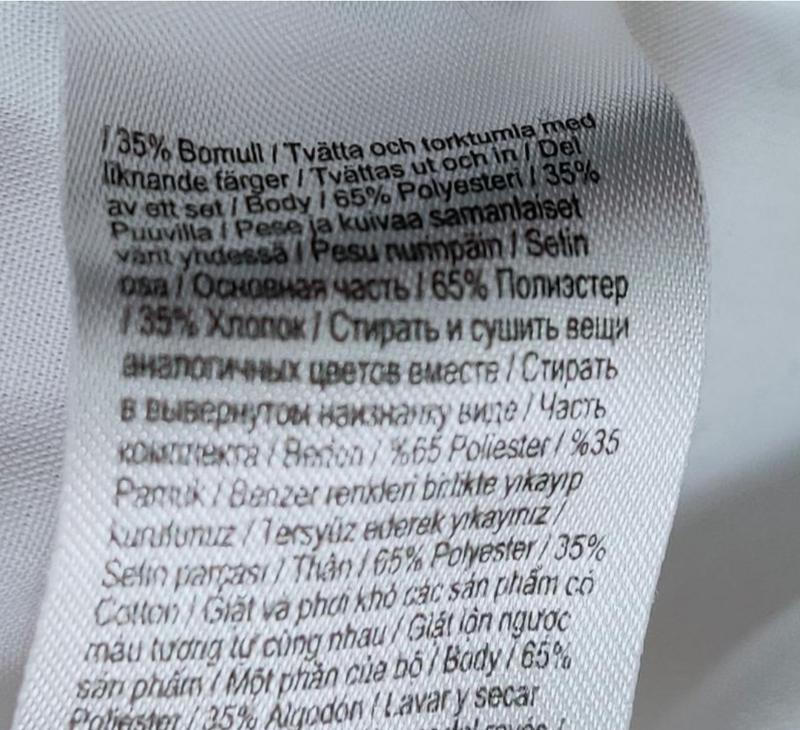 / 35% Bomull / Tvätta och torktumla med
liknande färger / Tvättas ut och in / Del
av ett set / Body / 65% Polyesteri / 35%
Puuvilla / Pese ja kuivaa samanlaiset
värit yhdessä / Pesu nurinpäin / Setin
osa / Основная часть / 65% Полиэстер
/ 35% Хлопок / Стирать и сушить вещи
аналогичных цветов вместе / Стирать
в вывернутом наизнанку виде / Часть
комплекта / Beden / %65 Poliester / %35
Pamuk / Benzer renkleri birlikte yıkayıp
kurutunuz / Tersyüz ederek yıkayınız /
Setin parçası / Thân / 65% Polyester / 35%
Cotton / Giặt và phơi khô các sản phẩm có
màu tương tự cùng nhau / Giặt lộn ngược
sản phẩm / Một phần của bộ / Body / 65%
Poliester / 35% Algodón / Lavar y secar